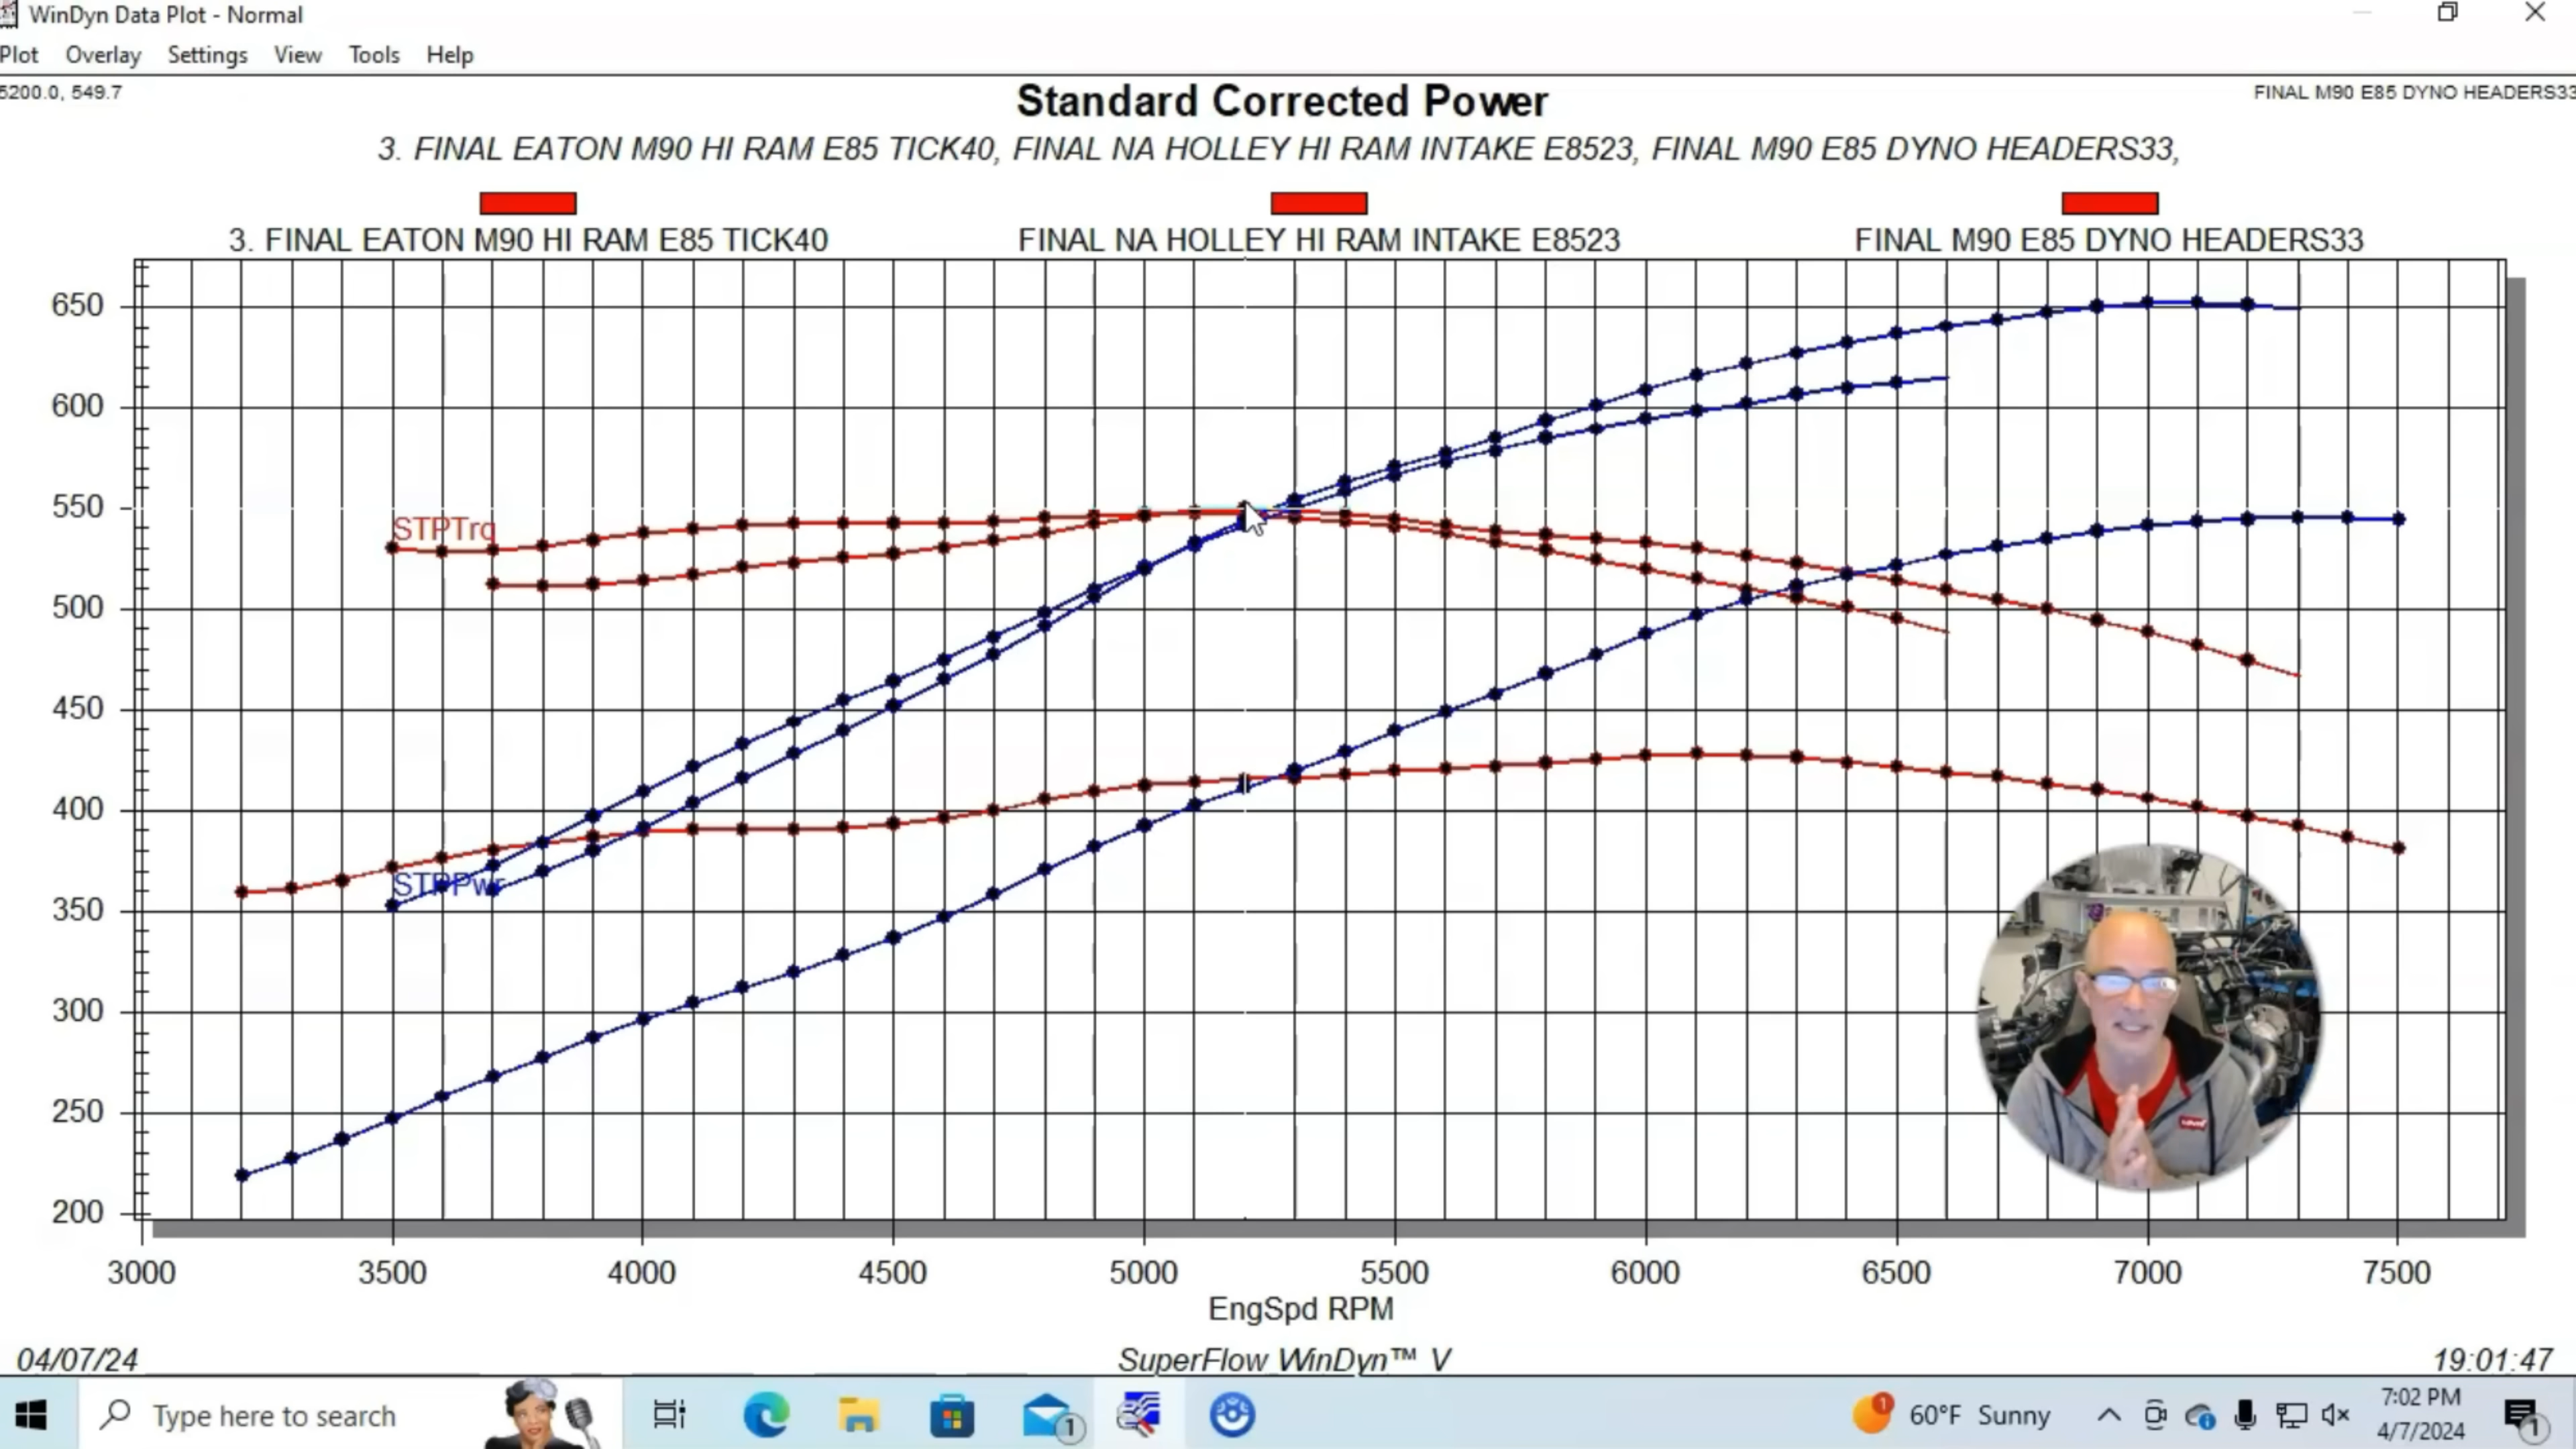 WinDyn Data Plot - Normal
Plot Overlay Settings View Tools Help
5200.0, 549.7
FINAL M90 E85 DYNO HEADERS33
Standard Corrected Power
3. FINAL EATON M90 HI RAM E85 TICK40, FINAL NA HOLLEY HI RAM INTAKE E8523, FINAL M90 E85 DYNO HEADERS33,
3. FINAL EATON M90 HI RAM E85 TICK40
FINAL NA HOLLEY HI RAM INTAKE E8523
FINAL M90 E85 DYNO HEADERS33
650
600
550
STPTrq
500
450
400
STPPwr
350
300
250
200
3000 3500 4000 4500 5000 5500 6000 6500 7000 7500
EngSpd RPM
04/07/24
SuperFlow WinDyn™ V
19:01:47
Type here to search
1
1
60°F Sunny
7:02 PM
4/7/2024
1